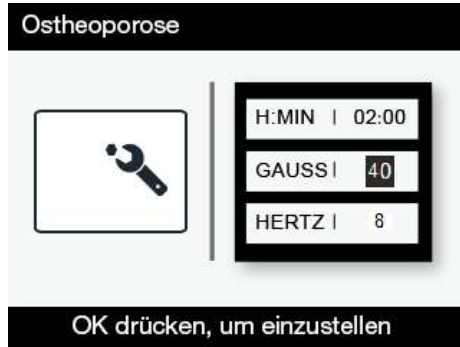 Ostheoporose
H:MIN | 02:00
GAUSS | 40
HERTZ | 8
OK drücken, um einzustellen